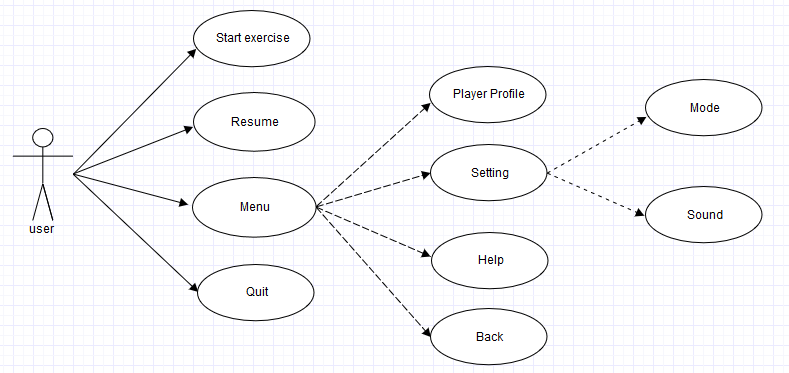 Start exercise
Resume
Menu
Quit
user
Player Profile
Setting
Help
Back
Mode
Sound